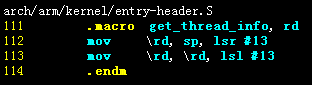 arch/arm/kernel/entry-header.S
111 .macro get_thread_info, rd
112 mov \rd, sp, lsr #13
113 mov \rd, \rd, lsl #13
114 .endm